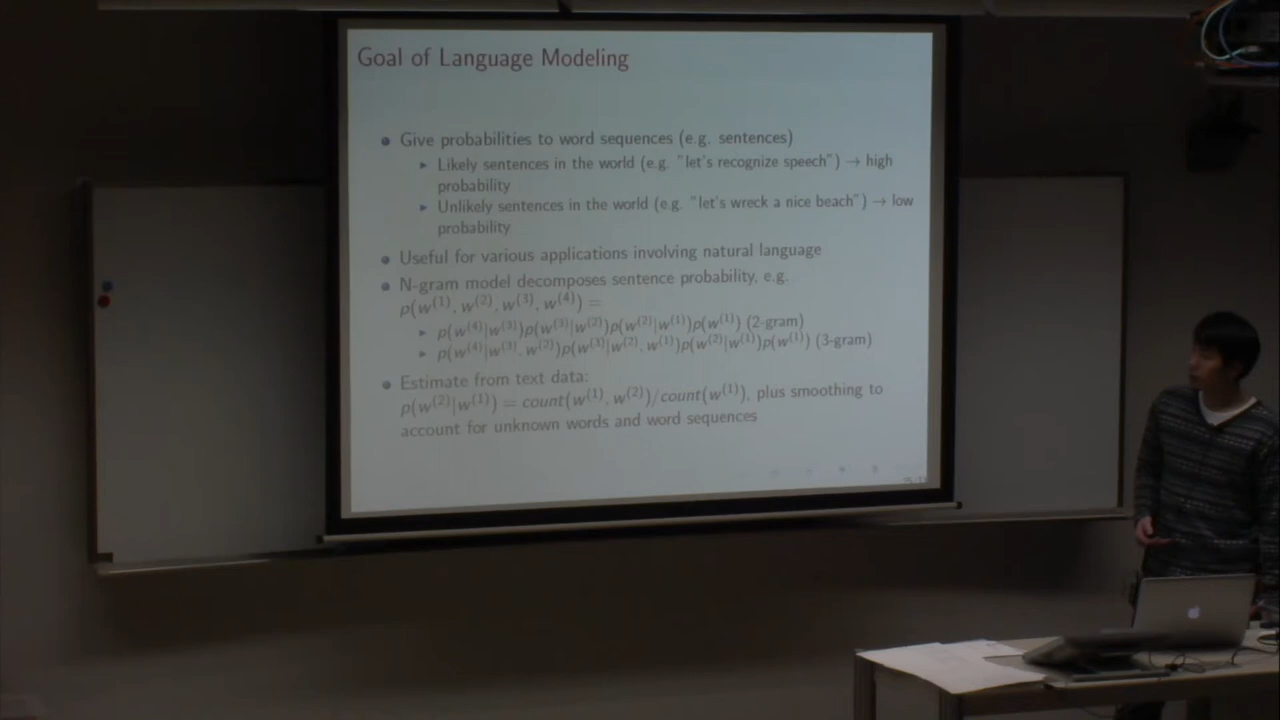 Goal of Language Modeling
• Give probabilities to word sequences (e.g. sentences)
▸ Likely sentences in the world (e.g. "let's recognize speech") → high
probability
▸ Unlikely sentences in the world (e.g. "let's wreck a nice beach") → low
probability
• Useful for various applications involving natural language
• N-gram model decomposes sentence probability, e.g.
p(w⁽¹⁾, w⁽²⁾, w⁽³⁾, w⁽⁴⁾) =
▸ p(w⁽⁴⁾|w⁽³⁾)p(w⁽³⁾|w⁽²⁾)p(w⁽²⁾|w⁽¹⁾)p(w⁽¹⁾) (2-gram)
▸ p(w⁽⁴⁾|w⁽³⁾, w⁽²⁾)p(w⁽³⁾|w⁽²⁾, w⁽¹⁾)p(w⁽²⁾|w⁽¹⁾)p(w⁽¹⁾) (3-gram)
• Estimate from text data:
p(w⁽²⁾|w⁽¹⁾) = count(w⁽¹⁾, w⁽²⁾)/count(w⁽¹⁾), plus smoothing to
account for unknown words and word sequences